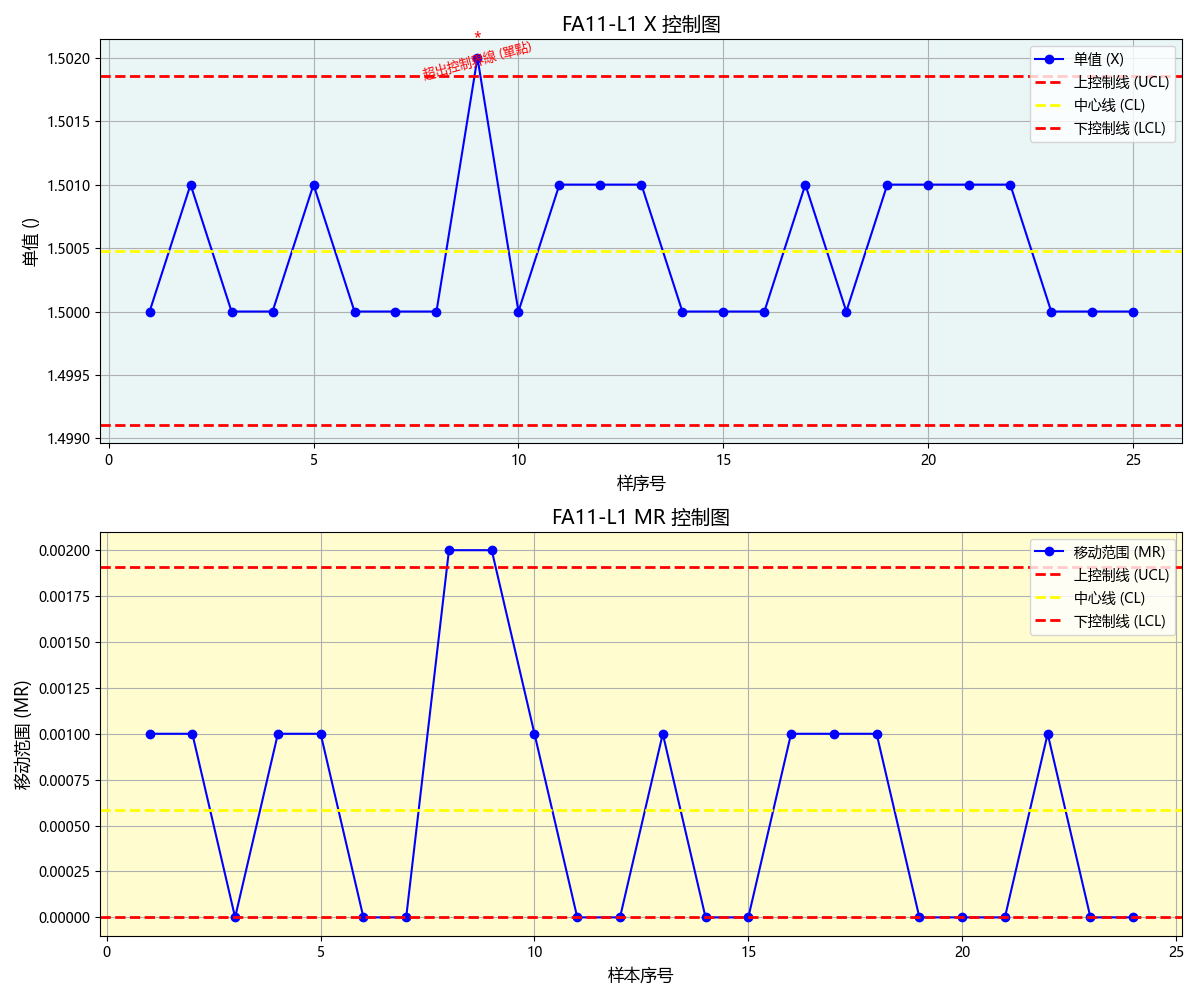 FA11-L1 X 控制图
*
超出控制界線 (單點)
单值 (X)
上控制线 (UCL)
中心线 (CL)
下控制线 (LCL)
单值 ()
1.5020
1.5015
1.5010
1.5005
1.5000
1.4995
1.4990
0 5 10 15 20 25
样序号
FA11-L1 MR 控制图
移动范围 (MR)
上控制线 (UCL)
中心线 (CL)
下控制线 (LCL)
移动范围 (MR)
0.00200
0.00175
0.00150
0.00125
0.00100
0.00075
0.00050
0.00025
0.00000
0 5 10 15 20 25
样本序号